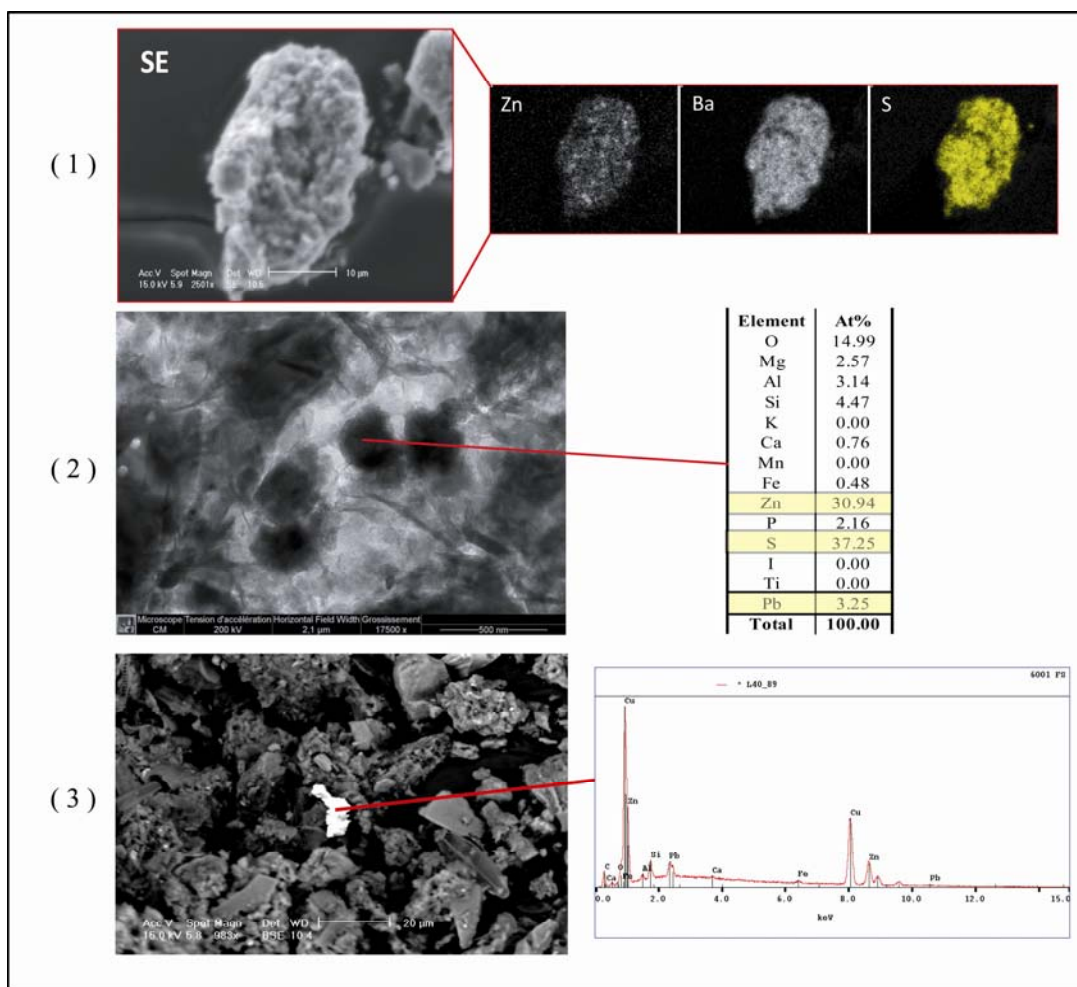 SE
Zn
Ba
S
( 1 )
Acc.V Spot Magn Det WD
15.0 kV 5.9 2501x SE 10.5
10 µm
( 2 )
Element At%
O 14.99
Mg 2.57
Al 3.14
Si 4.47
K 0.00
Ca 0.76
Mn 0.00
Fe 0.48
Zn 30.94
P 2.16
S 37.25
I 0.00
Ti 0.00
Pb 3.25
Total 100.00
Microscope Tension d'accélération Horizontal Field Width Grossissement
CM 200 kV 2,1 µm 17500 x 500 nm
( 3 )
Acc.V Spot Magn Det WD
15.0 kV 5.8 983x BSE 10.4
20 µm
6001 FS
* L40_89
Cu
Zn
C
Ca
O
Al
Si
Pb
Ca
Fe
Cu
Zn
Pb
0.0 2.0 4.0 6.0 8.0 10.0 15.0
keV